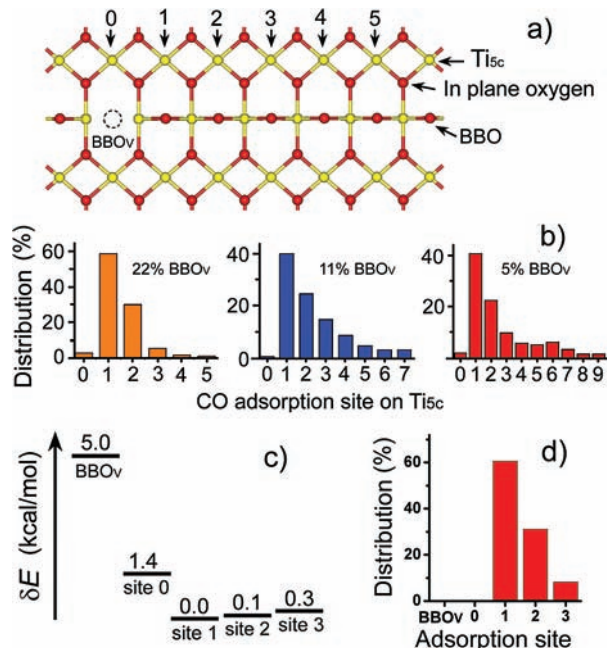 0 1 2 3 4 5
a)
Ti5c
In plane oxygen
BBO
BBOv
b)
Distribution (%)
60
40
20
0
22% BBOv
0 1 2 3 4 5
40
20
0
11% BBOv
0 1 2 3 4 5 6 7
40
20
0
5% BBOv
0 1 2 3 4 5 6 7 8 9
CO adsorption site on Ti5c
c)
δE (kcal/mol)
5.0
BBOv
1.4
site 0
0.0
site 1
0.1
site 2
0.3
site 3
d)
Distribution (%)
60
40
20
0
BBOv 0 1 2 3
Adsorption site